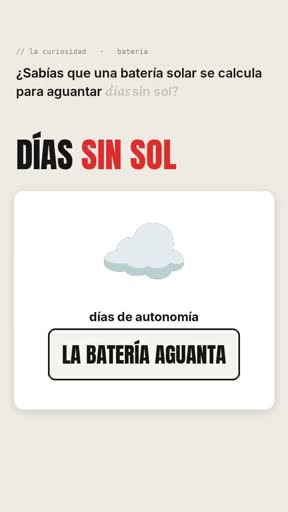 // la curiosidad · batería
¿Sabías que una batería solar se calcula
para aguantar días sin sol?
DÍAS SIN SOL
días de autonomía
LA BATERÍA AGUANTA